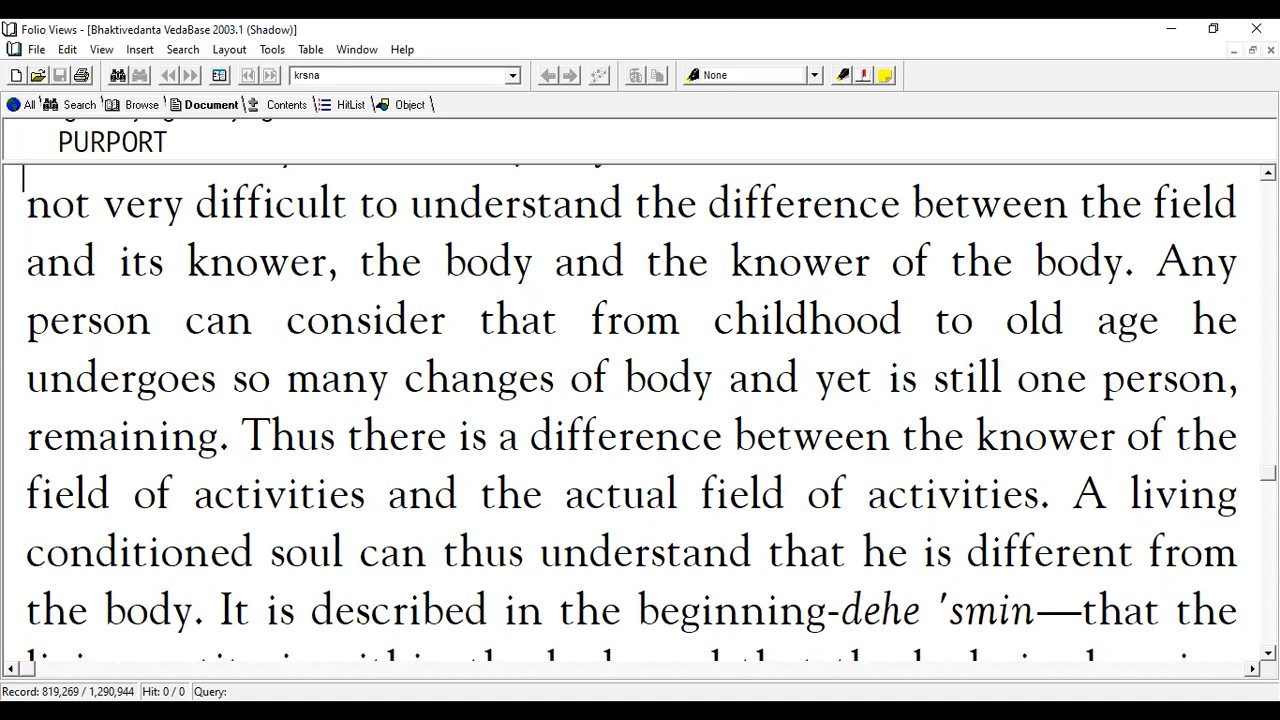 Folio Views - [Bhaktivedanta VedaBase 2003.1 (Shadow)]
File Edit View Insert Search Layout Tools Table Window Help
krsna None
All Search Browse Document Contents HitList Object
PURPORT
not very difficult to understand the difference between the field
and its knower, the body and the knower of the body. Any
person can consider that from childhood to old age he
undergoes so many changes of body and yet is still one person,
remaining. Thus there is a difference between the knower of the
field of activities and the actual field of activities. A living
conditioned soul can thus understand that he is different from
the body. It is described in the beginning-dehe 'smin—that the
Record: 819,269 / 1,290,944 Hit: 0 / 0 Query: